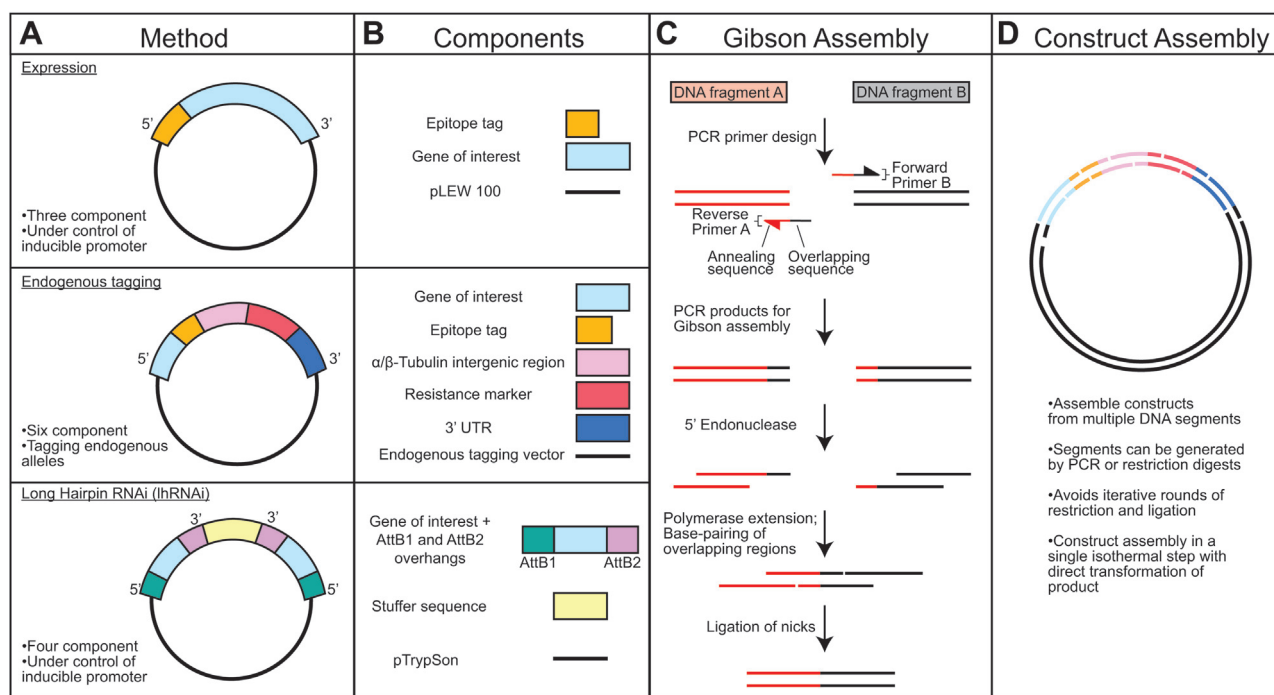 A Method
Expression
5’
3’
•Three component
•Under control of
inducible promoter
Endogenous tagging
5’
3’
•Six component
•Tagging endogenous
alleles
Long Hairpin RNAi (lhRNAi)
3’
3’
5’
5’
•Four component
•Under control of
inducible promoter
B Components
Epitope tag
Gene of interest
pLEW 100
Gene of interest
Epitope tag
α/β-Tubulin intergenic region
Resistance marker
3’ UTR
Endogenous tagging vector
Gene of interest +
AttB1 and AttB2
overhangs
AttB1
AttB2
Stuffer sequence
pTrypSon
C Gibson Assembly
DNA fragment A
DNA fragment B
PCR primer design
Forward
Primer B
Reverse
Primer A
Annealing
sequence
Overlapping
sequence
PCR products for
Gibson assembly
5’ Endonuclease
Polymerase extension;
Base-pairing of
overlapping regions
Ligation of nicks
D Construct Assembly
•Assemble constructs
from multiple DNA segments
•Segments can be generated
by PCR or restriction digests
•Avoids iterative rounds of
restriction and ligation
•Construct assembly in a
single isothermal step with
direct transformation of
product